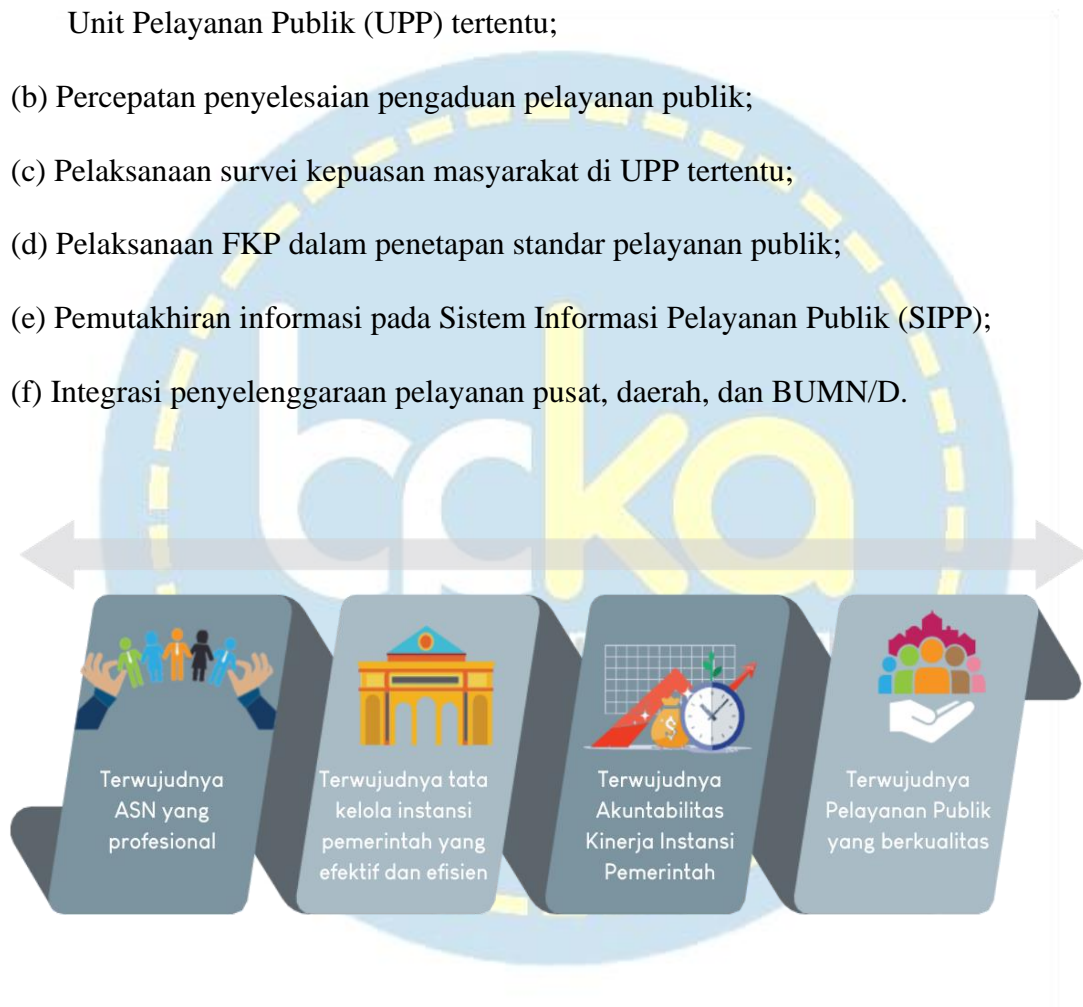 Unit Pelayanan Publik (UPP) tertentu;
(b) Percepatan penyelesaian pengaduan pelayanan publik;
(c) Pelaksanaan survei kepuasan masyarakat di UPP tertentu;
(d) Pelaksanaan FKP dalam penetapan standar pelayanan publik;
(e) Pemutakhiran informasi pada Sistem Informasi Pelayanan Publik (SIPP);
(f) Integrasi penyelenggaraan pelayanan pusat, daerah, dan BUMN/D.
bcka
Terwujudnya
ASN yang
profesional
Terwujudnya tata
kelola instansi
pemerintah yang
efektif dan efisien
$
Terwujudnya
Akuntabilitas
Kinerja Instansi
Pemerintah
Terwujudnya
Pelayanan Publik
yang berkualitas